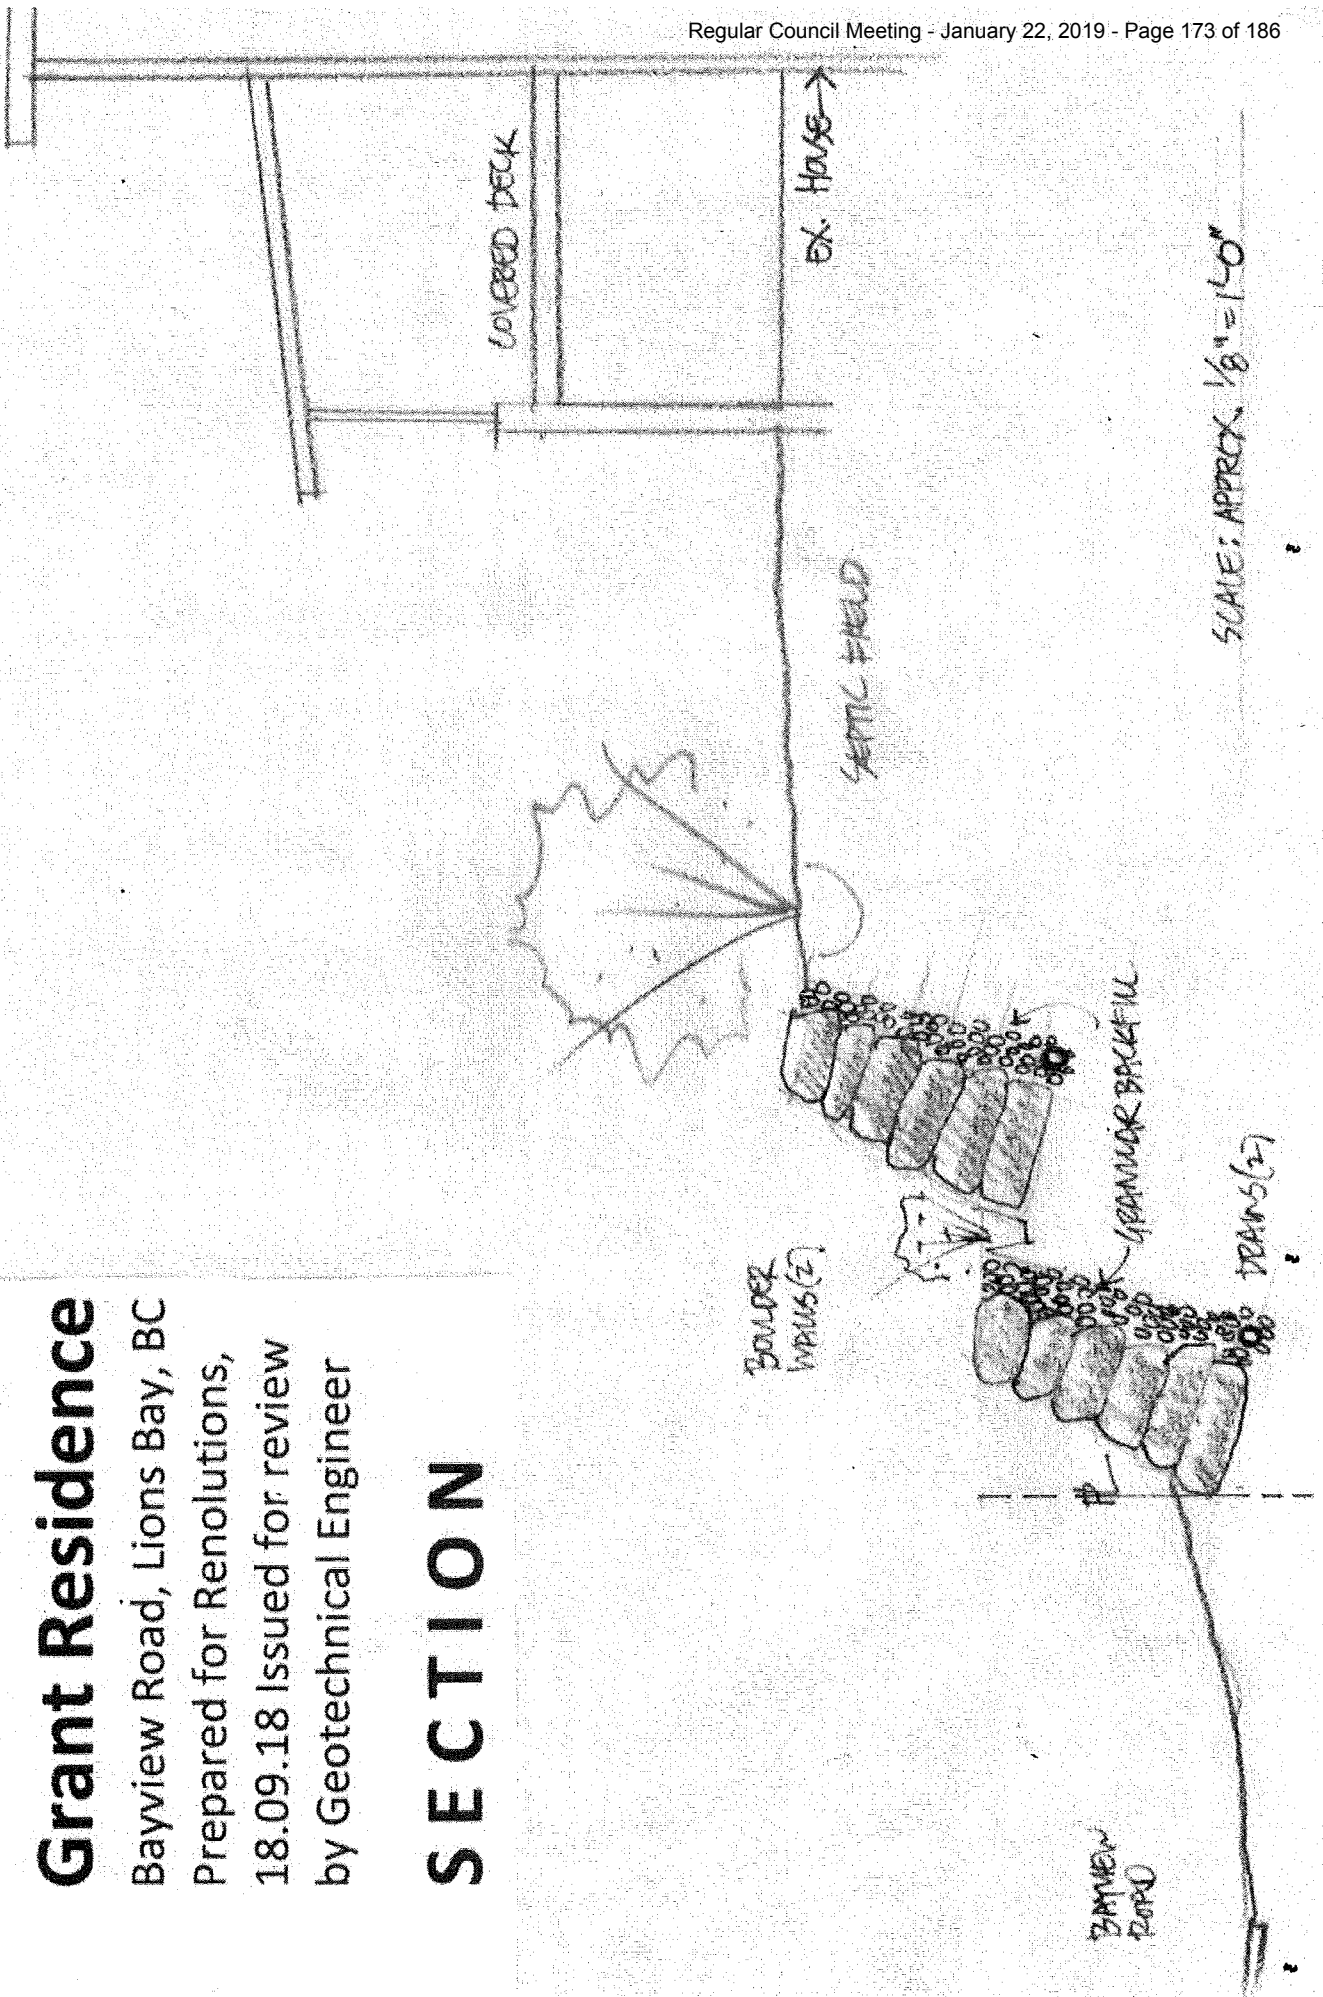 Regular Council Meeting - January 22, 2019 - Page 173 of 186
Grant Residence
Bayview Road, Lions Bay, BC
Prepared for Renolutions,
18.09.18 Issued for review
by Geotechnical Engineer
SECTION
COVERED DECK
EX. HOUSE →
SEPTIC FIELD
BOULDER
WALLS (2)
GRANULAR BACKFILL
DRAINS (2)
BAYVIEW
ROAD
SCALE: APPROX. 1/8" = 1'-0"